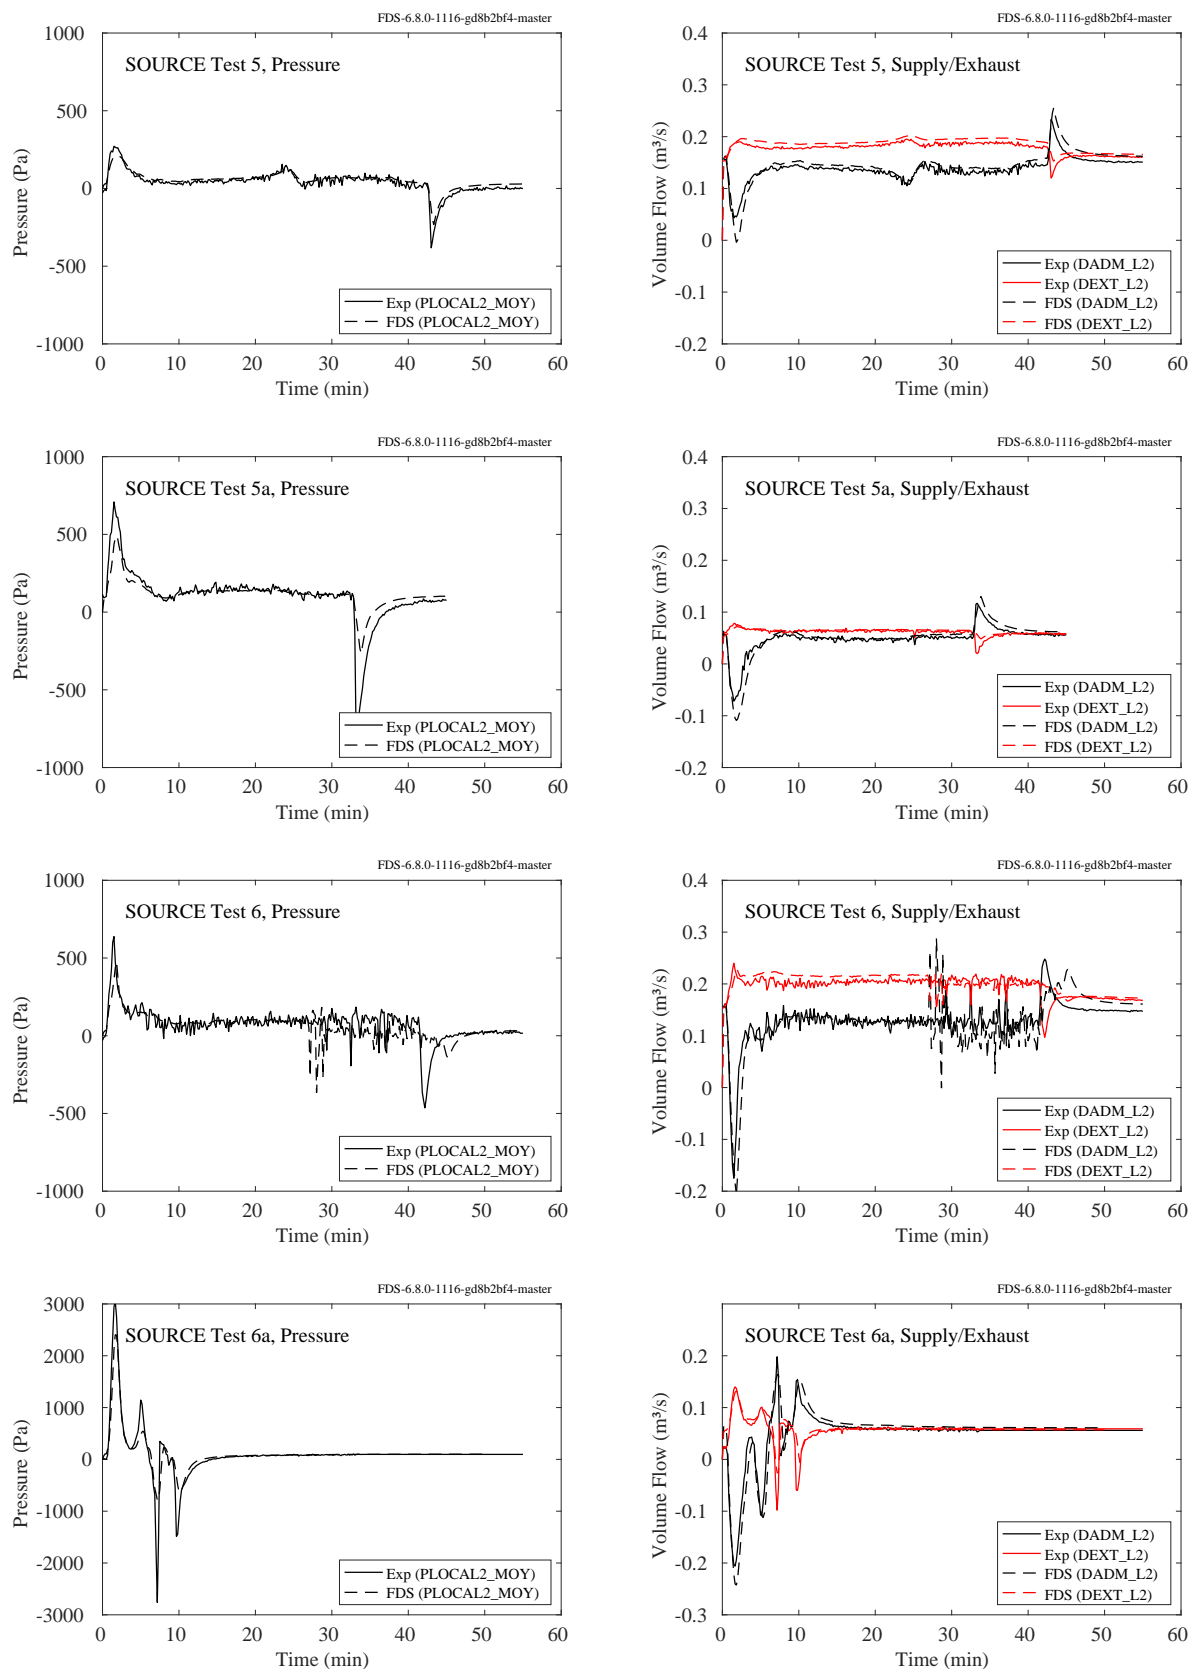 FDS-6.8.0-1116-gd8b2bf4-master
SOURCE Test 5, Pressure
Pressure (Pa)
1000
500
0
-500
-1000
Exp (PLOCAL2_MOY)
FDS (PLOCAL2_MOY)
0 10 20 30 40 50 60
Time (min)
FDS-6.8.0-1116-gd8b2bf4-master
SOURCE Test 5, Supply/Exhaust
Volume Flow (m³/s)
0.4
0.3
0.2
0.1
0
-0.1
-0.2
Exp (DADM_L2)
Exp (DEXT_L2)
FDS (DADM_L2)
FDS (DEXT_L2)
0 10 20 30 40 50 60
Time (min)
FDS-6.8.0-1116-gd8b2bf4-master
SOURCE Test 5a, Pressure
Pressure (Pa)
1000
500
0
-500
-1000
Exp (PLOCAL2_MOY)
FDS (PLOCAL2_MOY)
0 10 20 30 40 50 60
Time (min)
FDS-6.8.0-1116-gd8b2bf4-master
SOURCE Test 5a, Supply/Exhaust
Volume Flow (m³/s)
0.4
0.3
0.2
0.1
0
-0.1
-0.2
Exp (DADM_L2)
Exp (DEXT_L2)
FDS (DADM_L2)
FDS (DEXT_L2)
0 10 20 30 40 50 60
Time (min)
FDS-6.8.0-1116-gd8b2bf4-master
SOURCE Test 6, Pressure
Pressure (Pa)
1000
500
0
-500
-1000
Exp (PLOCAL2_MOY)
FDS (PLOCAL2_MOY)
0 10 20 30 40 50 60
Time (min)
FDS-6.8.0-1116-gd8b2bf4-master
SOURCE Test 6, Supply/Exhaust
Volume Flow (m³/s)
0.4
0.3
0.2
0.1
0
-0.1
-0.2
Exp (DADM_L2)
Exp (DEXT_L2)
FDS (DADM_L2)
FDS (DEXT_L2)
0 10 20 30 40 50 60
Time (min)
FDS-6.8.0-1116-gd8b2bf4-master
SOURCE Test 6a, Pressure
Pressure (Pa)
3000
2000
1000
0
-1000
-2000
-3000
Exp (PLOCAL2_MOY)
FDS (PLOCAL2_MOY)
0 10 20 30 40 50 60
Time (min)
FDS-6.8.0-1116-gd8b2bf4-master
SOURCE Test 6a, Supply/Exhaust
Volume Flow (m³/s)
0.2
0.1
0
-0.1
-0.2
-0.3
Exp (DADM_L2)
Exp (DEXT_L2)
FDS (DADM_L2)
FDS (DEXT_L2)
0 10 20 30 40 50 60
Time (min)